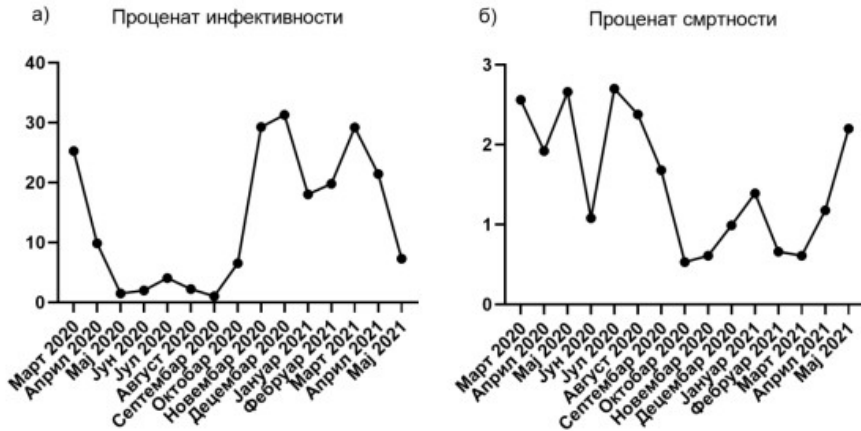 а) Проценат инфективности
40
30
20
10
0
Март 2020
Април 2020
Мај 2020
Јун 2020
Јул 2020
Август 2020
Септембар 2020
Октобар 2020
Новембар 2020
Децембар 2020
Јануар 2021
Фебруар 2021
Март 2021
Април 2021
Мај 2021
б) Проценат смртности
3
2
1
0
Март 2020
Април 2020
Мај 2020
Јун 2020
Јул 2020
Август 2020
Септембар 2020
Октобар 2020
Новембар 2020
Децембар 2020
Јануар 2021
Фебруар 2021
Март 2021
Април 2021
Мај 2021